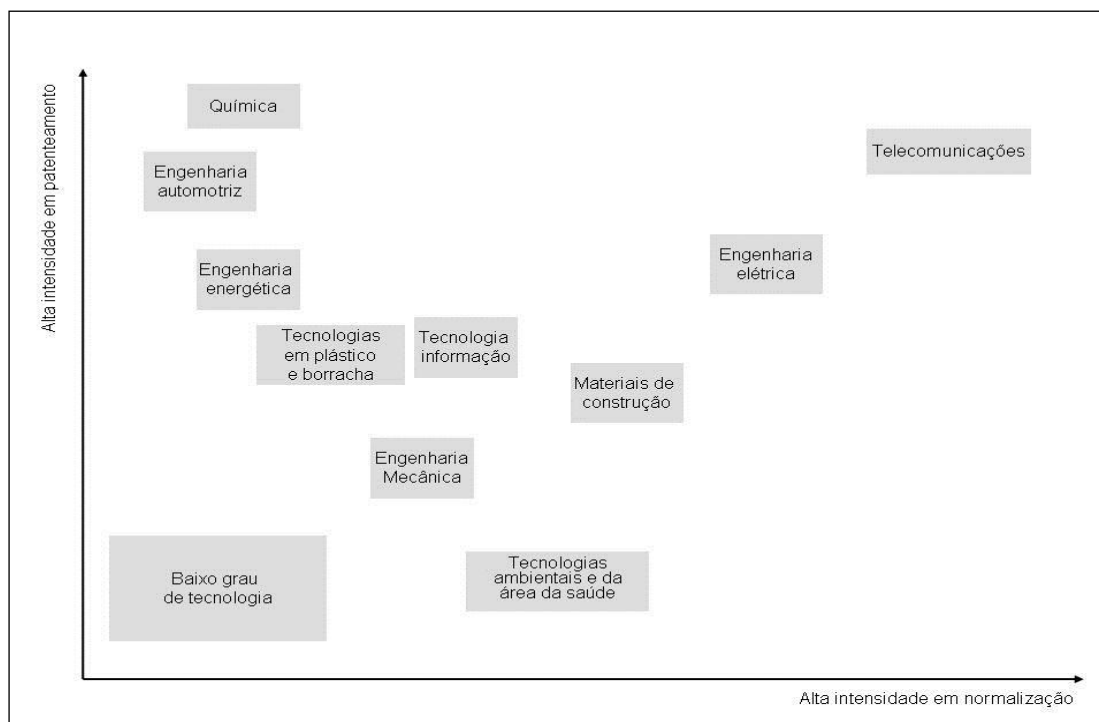 Alta intensidade em patenteamento
Química
Telecomunicações
Engenharia
automotriz
Engenharia
elétrica
Engenharia
energética
Tecnologias
em plástico
e borracha
Tecnologia
informação
Materiais de
construção
Engenharia
Mecânica
Baixo grau
de tecnologia
Tecnologias
ambientais e da
área da saúde
Alta intensidade em normalização